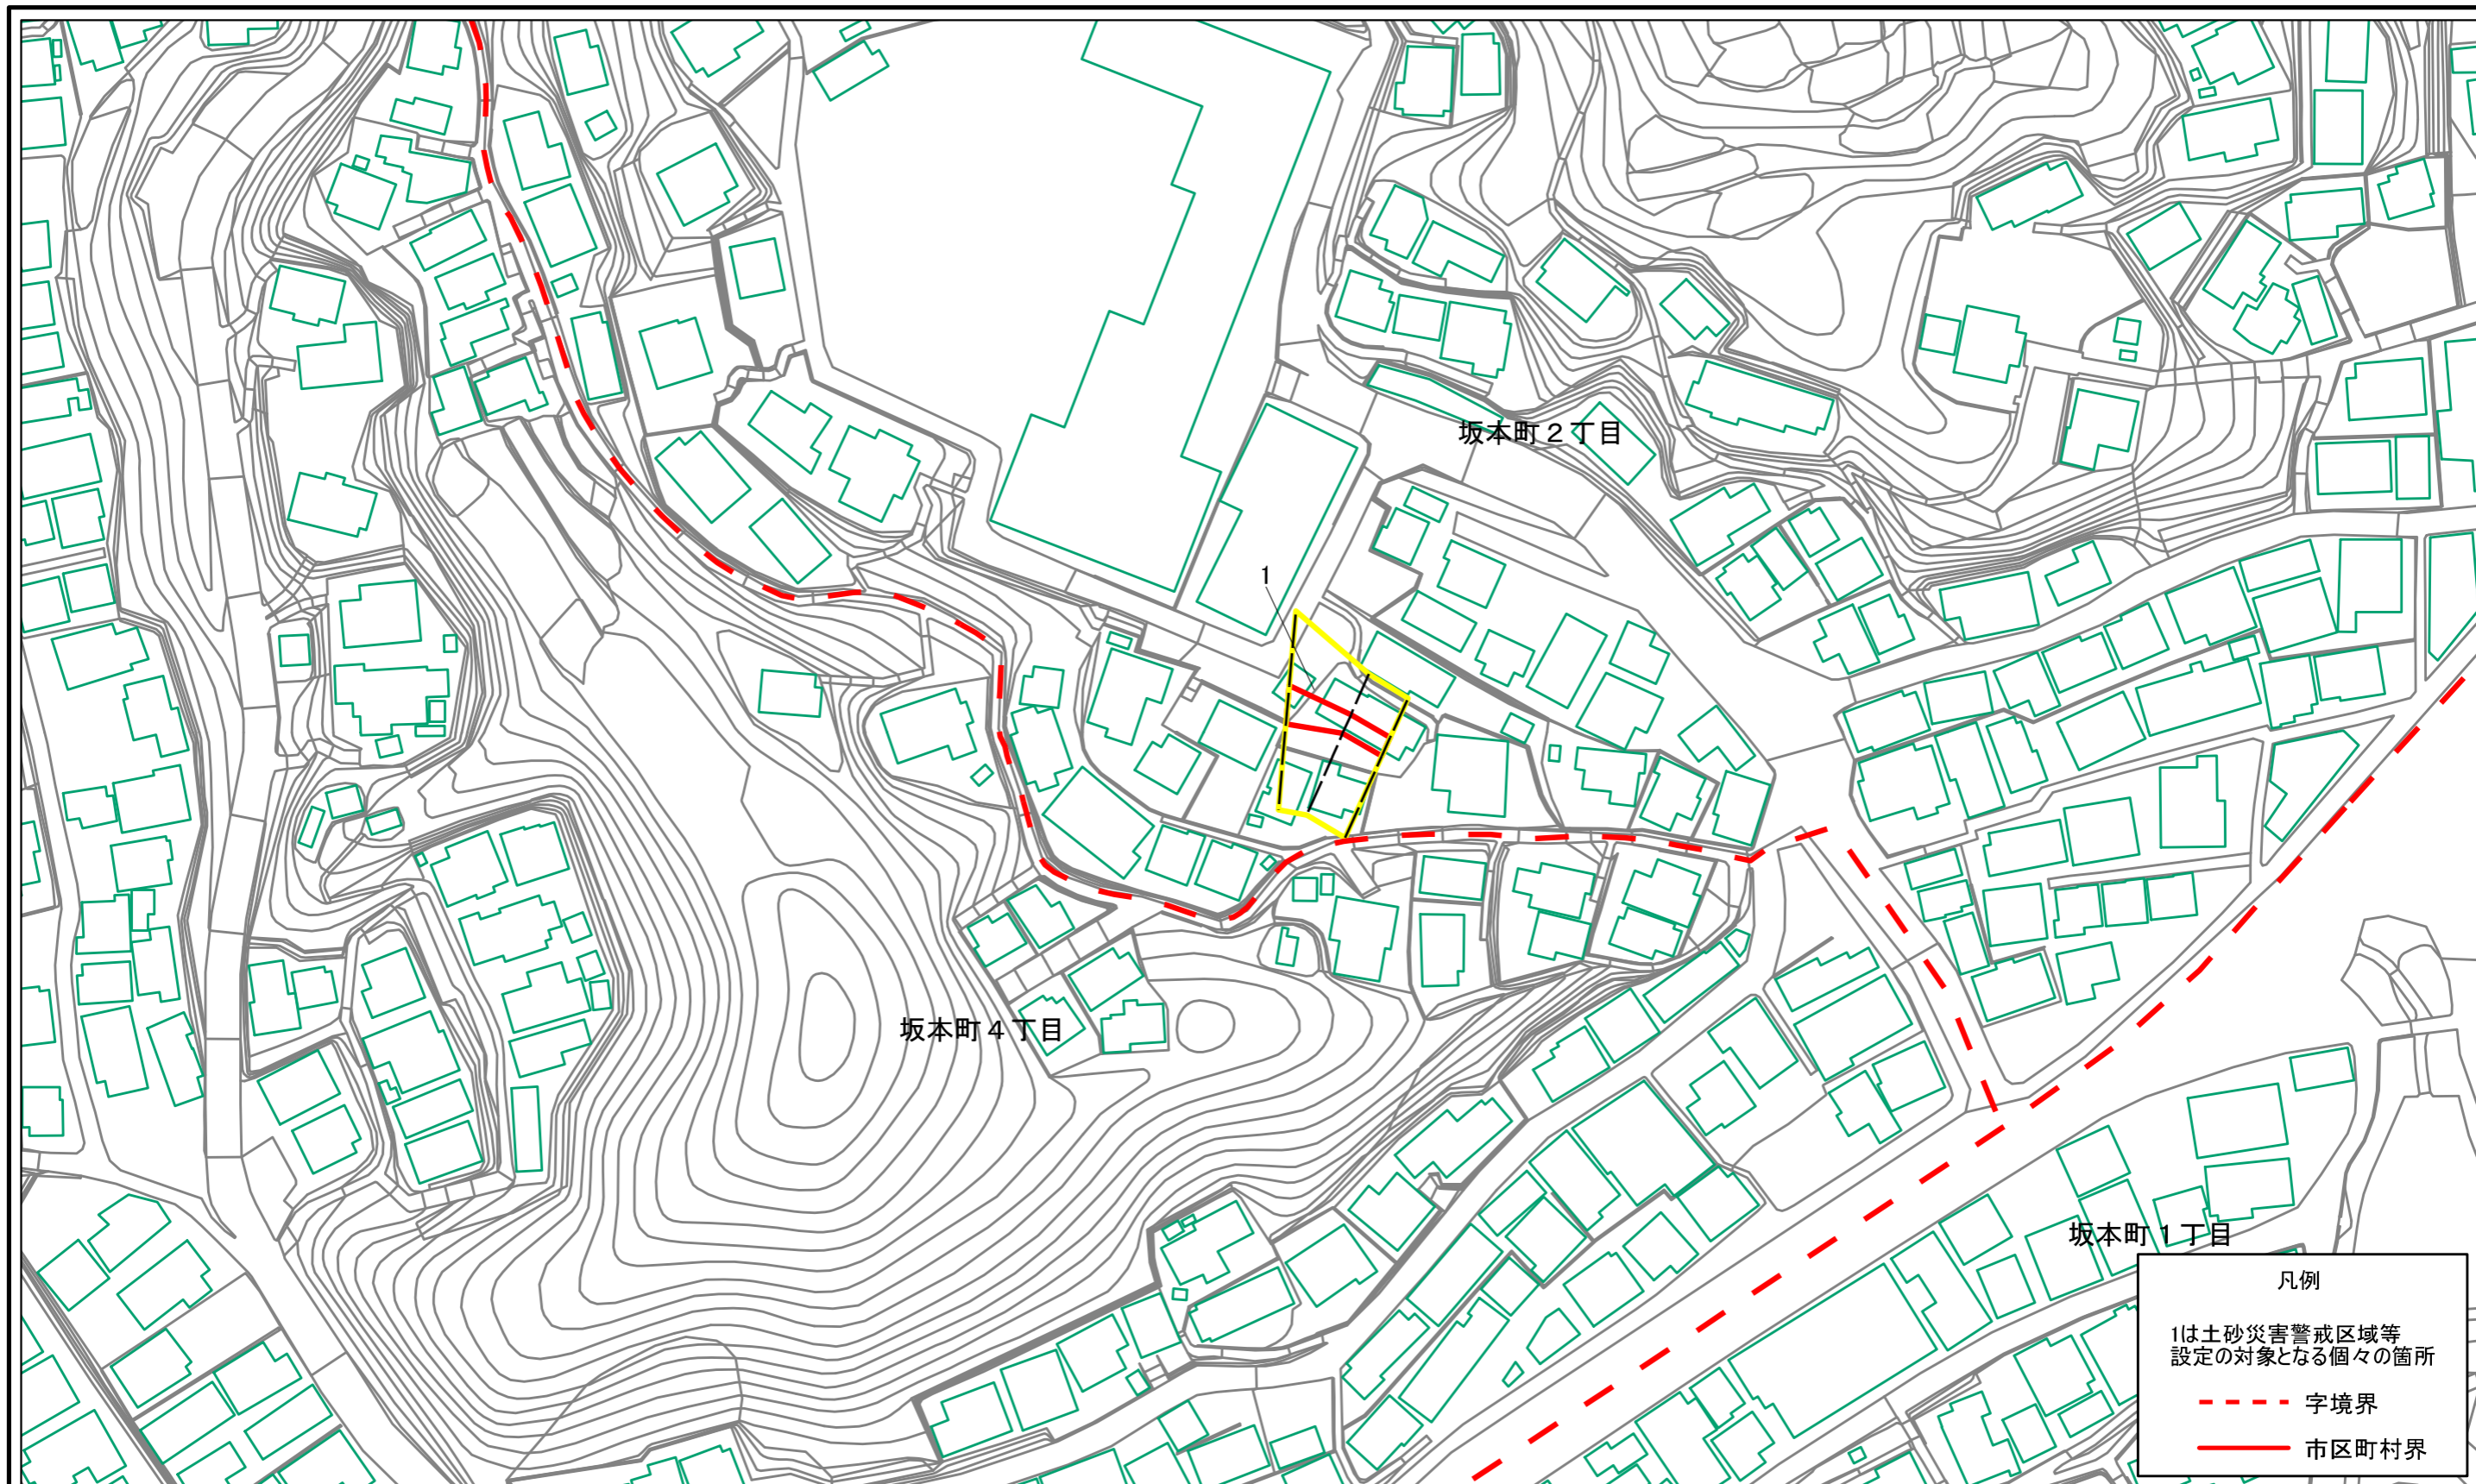 坂本町２丁目
1
坂本町４丁目
坂本町１丁目
凡例
1は土砂災害警戒区域等
設定の対象となる個々の箇所
字境界
市区町村界